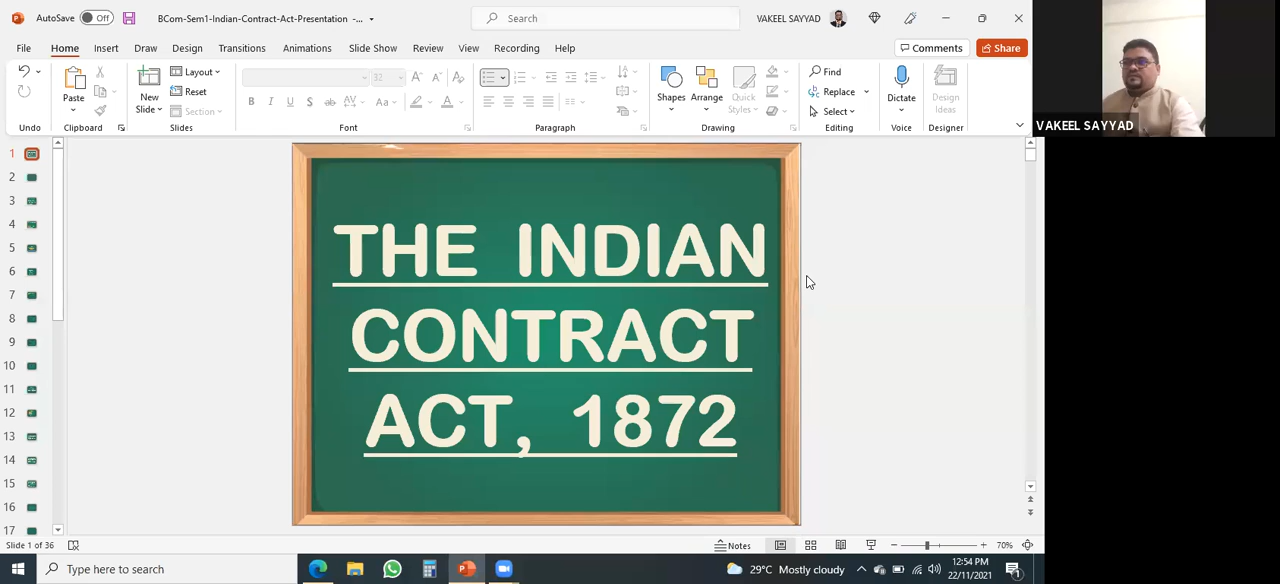 AutoSave Off BCom-Sem1-Indian-Contract-Act-Presentation -... Search VAKEEL SAYYAD
File Home Insert Draw Design Transitions Animations Slide Show Review View Recording Help Comments Share
Paste New Slide Layout Reset Section 32 Aa Shapes Arrange Quick Styles Find Replace Select Dictate Design Ideas
Undo Clipboard Slides Font Paragraph Drawing Editing Voice Designer
VAKEEL SAYYAD
1
2
3
4
5
6
7
8
9
10
11
12
13
14
15
16
17
THE INDIAN
CONTRACT
ACT, 1872
Slide 1 of 36 Notes 70%
Type here to search 29°C Mostly cloudy 12:54 PM
22/11/2021